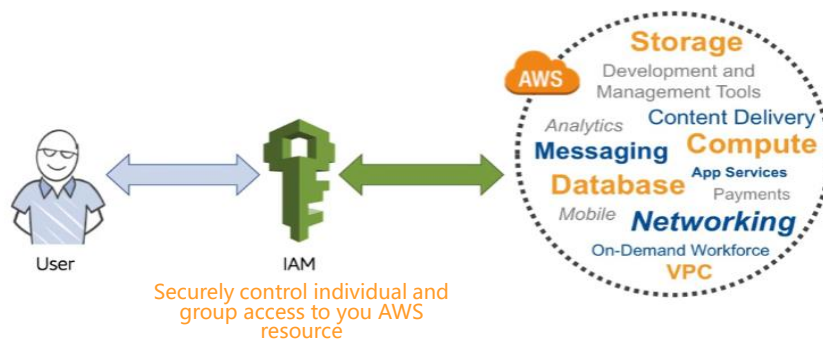 Storage
AWS
Development and
Management Tools
Analytics
Content Delivery
Messaging
Compute
Database
App Services
Payments
Mobile
Networking
On-Demand Workforce
VPC
User
IAM
Securely control individual and
group access to you AWS
resource